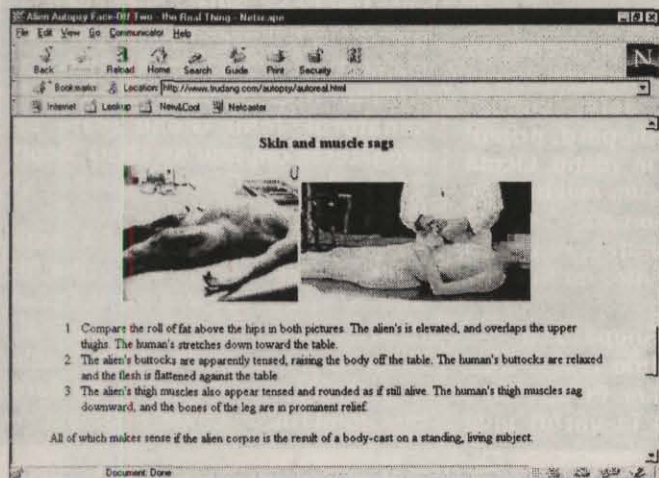 Alien Autopsy Face-Off Two - the Final Thing - Netscape
File Edit View Go Communicator Help
Back Reload Home Search Guide Print Security
Bookmarks Location: http://www.trudang.com/autopsy/autoreal.html
Internet Lookup New&Cool Netcaster
N
Skin and muscle sags
1 Compare the roll of fat above the hips in both pictures. The alien's is elevated, and overlaps the upper
thighs. The human's stretches down toward the table.
2 The alien's buttocks are apparently tensed, raising the body off the table. The human's buttocks are relaxed
and the flesh is flattened against the table
3 The alien's thigh muscles also appear tensed and rounded as if still alive. The human's thigh muscles sag
downward, and the bones of the leg are in prominent relief.
All of which makes sense if the alien corpse is the result of a body-cast on a standing, living subject.
Document: Done